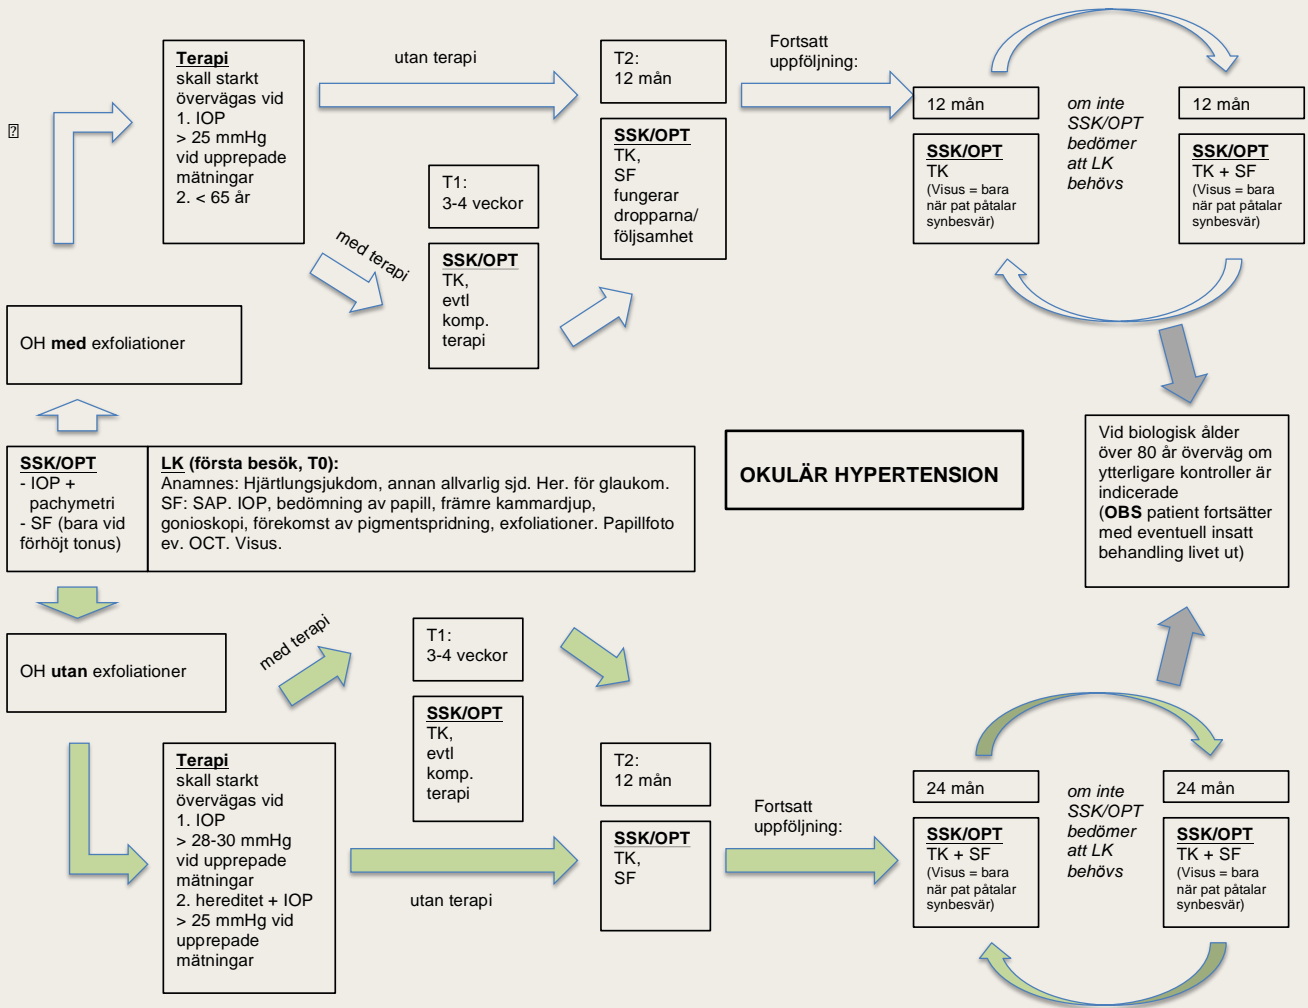 Terapi
skall starkt
övervägas vid
1. IOP
> 25 mmHg
vid upprepade
mätningar
2. < 65 år
utan terapi
med terapi
T1:
3-4 veckor
SSK/OPT
TK,
evtl
komp.
terapi
T2:
12 mån
SSK/OPT
TK,
SF
fungerar
dropparna/
följsamhet
Fortsatt
uppföljning:
12 mån
SSK/OPT
TK
(Visus = bara
när pat påtalar
synbesvär)
om inte
SSK/OPT
bedömer
att LK
behövs
12 mån
SSK/OPT
TK + SF
(Visus = bara
när pat påtalar
synbesvär)
OH med exfoliationer
SSK/OPT
- IOP +
pachymetri
- SF (bara vid
förhöjt tonus)
LK (första besök, T0):
Anamnes: Hjärtlungsjukdom, annan allvarlig sjd. Her. för glaukom.
SF: SAP. IOP, bedömning av papill, främre kammardjup,
gonioskopi, förekomst av pigmentspridning, exfoliationer. Papillfoto
ev. OCT. Visus.
OKULÄR HYPERTENSION
Vid biologisk ålder
över 80 år överväg om
ytterligare kontroller är
indicerade
(OBS patient fortsätter
med eventuell insatt
behandling livet ut)
OH utan exfoliationer
med terapi
T1:
3-4 veckor
SSK/OPT
TK,
evtl
komp.
terapi
Terapi
skall starkt
övervägas vid
1. IOP
> 28-30 mmHg
vid upprepade
mätningar
2. hereditet + IOP
> 25 mmHg vid
upprepade
mätningar
utan terapi
T2:
12 mån
SSK/OPT
TK,
SF
Fortsatt
uppföljning:
24 mån
SSK/OPT
TK + SF
(Visus = bara
när pat påtalar
synbesvär)
om inte
SSK/OPT
bedömer
att LK
behövs
24 mån
SSK/OPT
TK + SF
(Visus = bara
när pat påtalar
synbesvär)